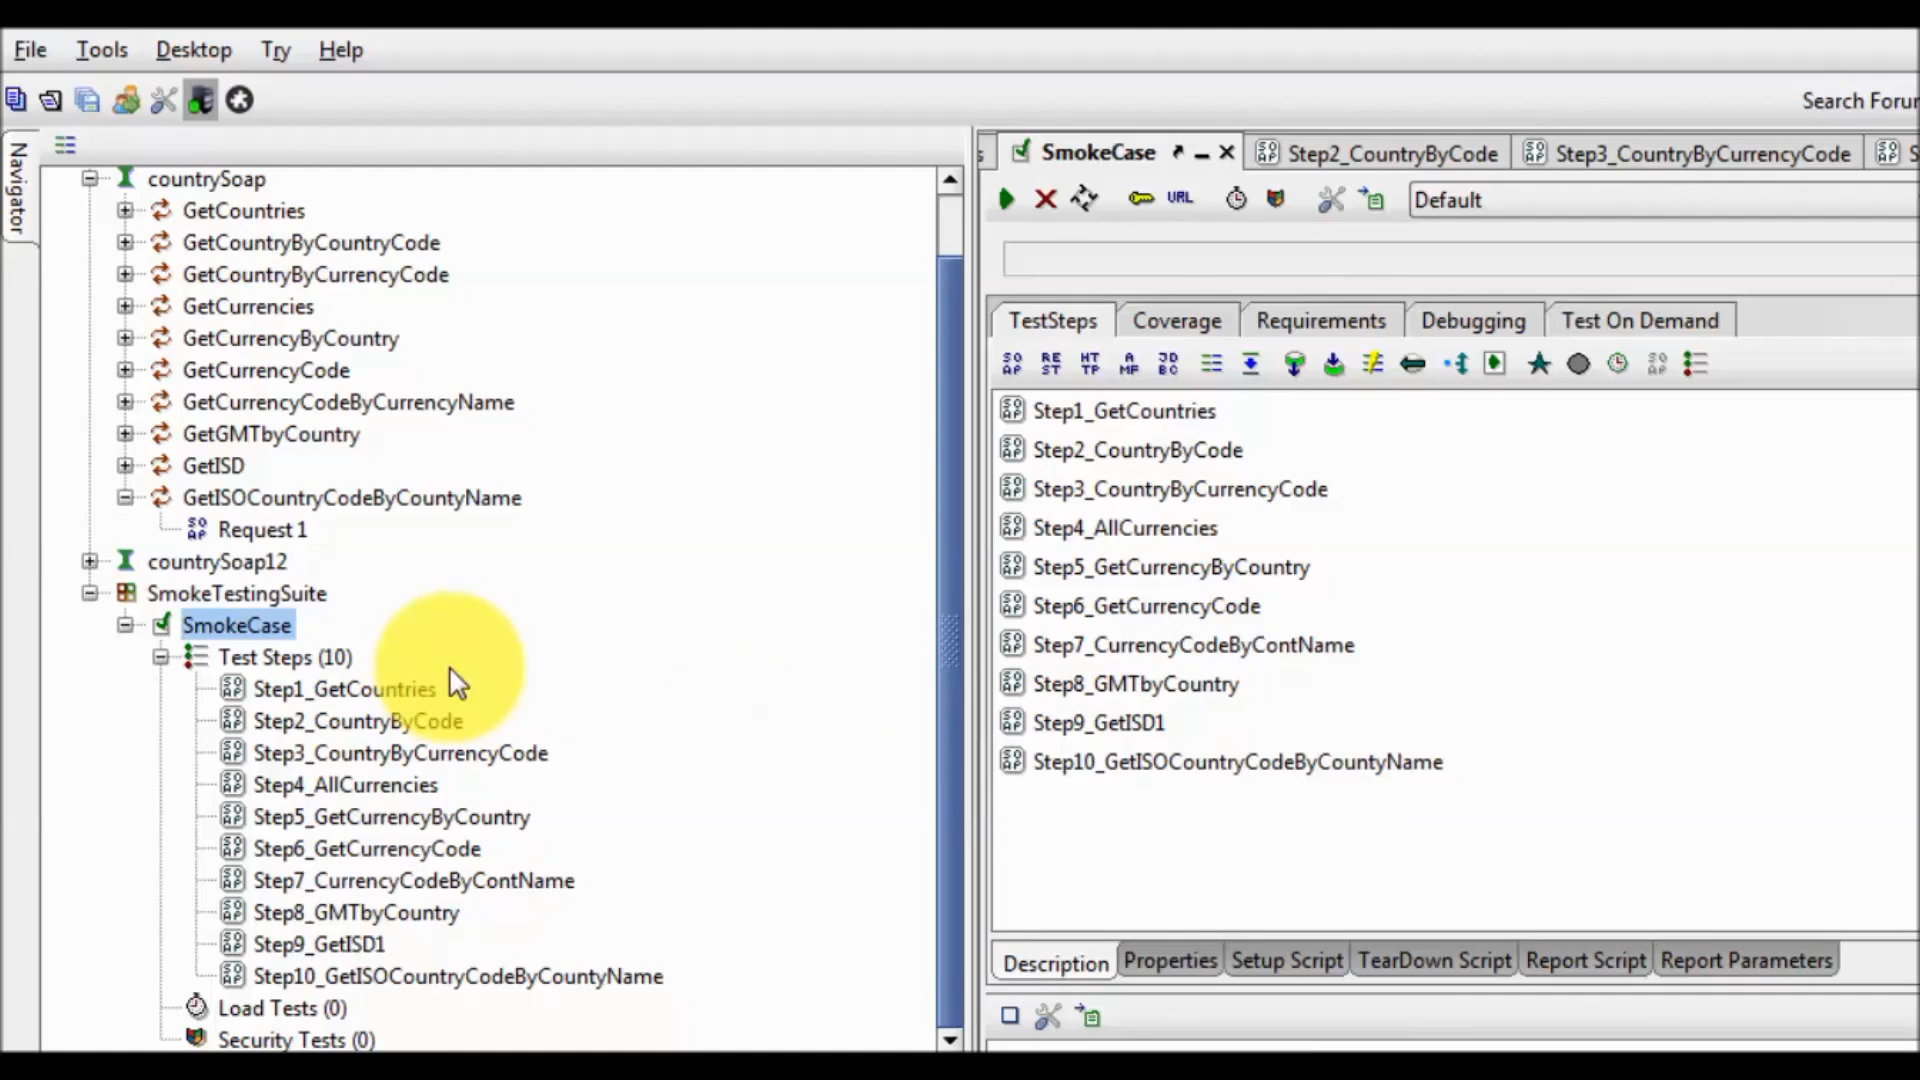 File Tools Desktop Try Help
Search Forum
Navigator
countrySoap
GetCountries
GetCountryByCountryCode
GetCountryByCurrencyCode
GetCurrencies
GetCurrencyByCountry
GetCurrencyCode
GetCurrencyCodeByCurrencyName
GetGMTbyCountry
GetISD
GetISOCountryCodeByCountyName
Request 1
countrySoap12
SmokeTestingSuite
SmokeCase
Test Steps (10)
Step1_GetCountries
Step2_CountryByCode
Step3_CountryByCurrencyCode
Step4_AllCurrencies
Step5_GetCurrencyByCountry
Step6_GetCurrencyCode
Step7_CurrencyCodeByContName
Step8_GMTbyCountry
Step9_GetISD1
Step10_GetISOCountryCodeByCountyName
Load Tests (0)
Security Tests (0)
SmokeCase Step2_CountryByCode Step3_CountryByCurrencyCode
URL Default
TestSteps Coverage Requirements Debugging Test On Demand
Step1_GetCountries
Step2_CountryByCode
Step3_CountryByCurrencyCode
Step4_AllCurrencies
Step5_GetCurrencyByCountry
Step6_GetCurrencyCode
Step7_CurrencyCodeByContName
Step8_GMTbyCountry
Step9_GetISD1
Step10_GetISOCountryCodeByCountyName
Description Properties Setup Script TearDown Script Report Script Report Parameters